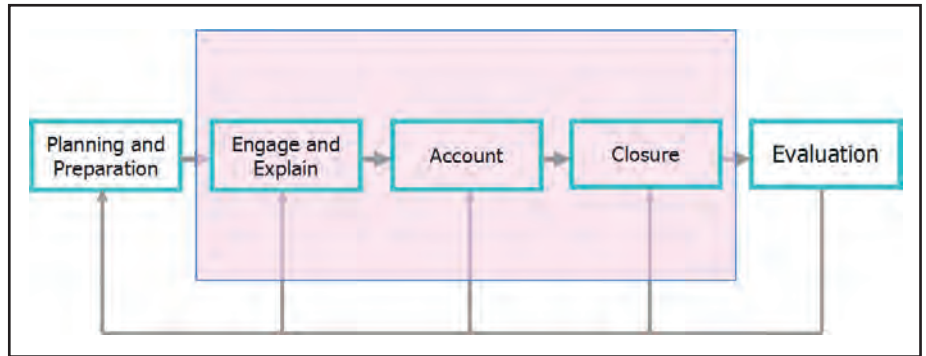 Planning and
Preparation
Engage and
Explain
Account
Closure
Evaluation